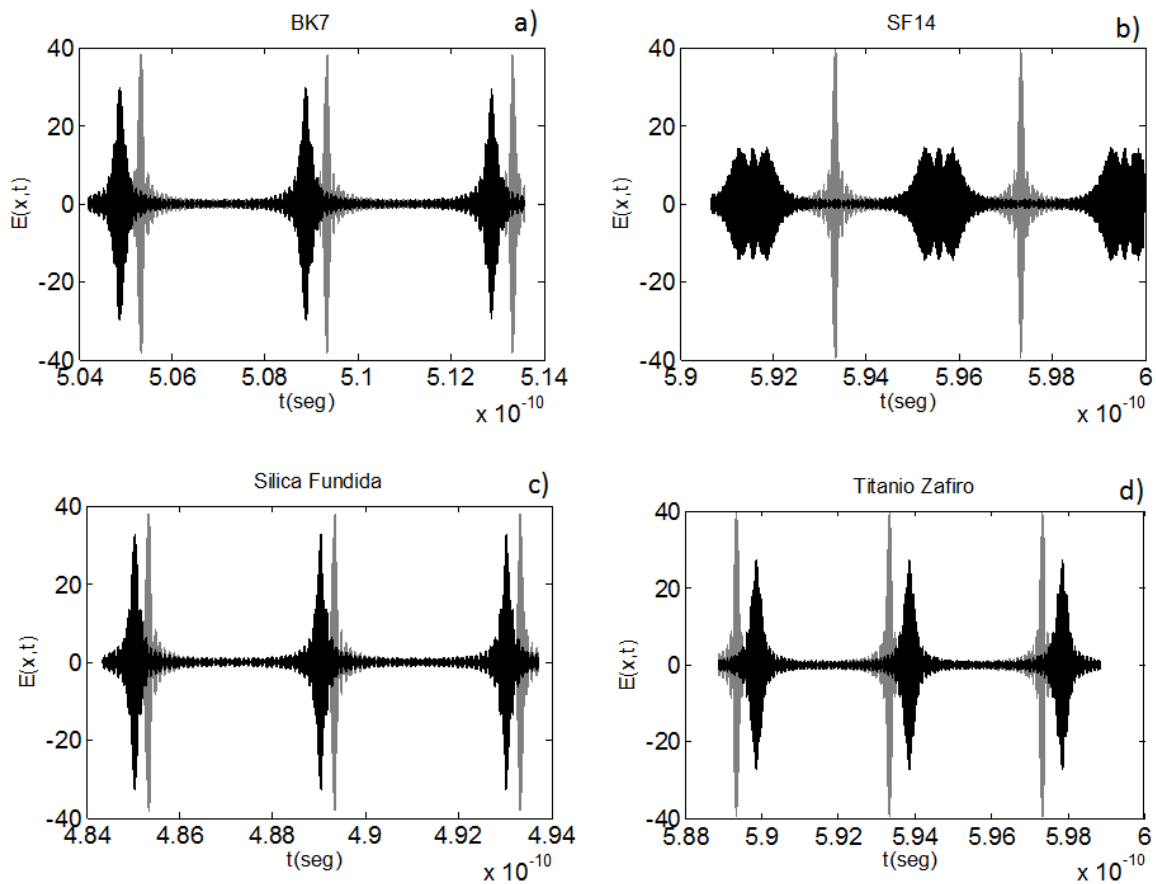 BK7
a)
E(x,t)
40
20
0
-20
-40
5.04 5.06 5.08 5.1 5.12 5.14
t(seg)
x 10^-10
SF14
b)
E(x,t)
40
20
0
-20
-40
5.9 5.92 5.94 5.96 5.98 6
t(seg)
x 10^-10
Silica Fundida
c)
E(x,t)
40
20
0
-20
-40
4.84 4.86 4.88 4.9 4.92 4.94
t(seg)
x 10^-10
Titanio Zafiro
d)
E(x,t)
40
20
0
-20
-40
5.88 5.9 5.92 5.94 5.96 5.98 6
t(seg)
x 10^-10